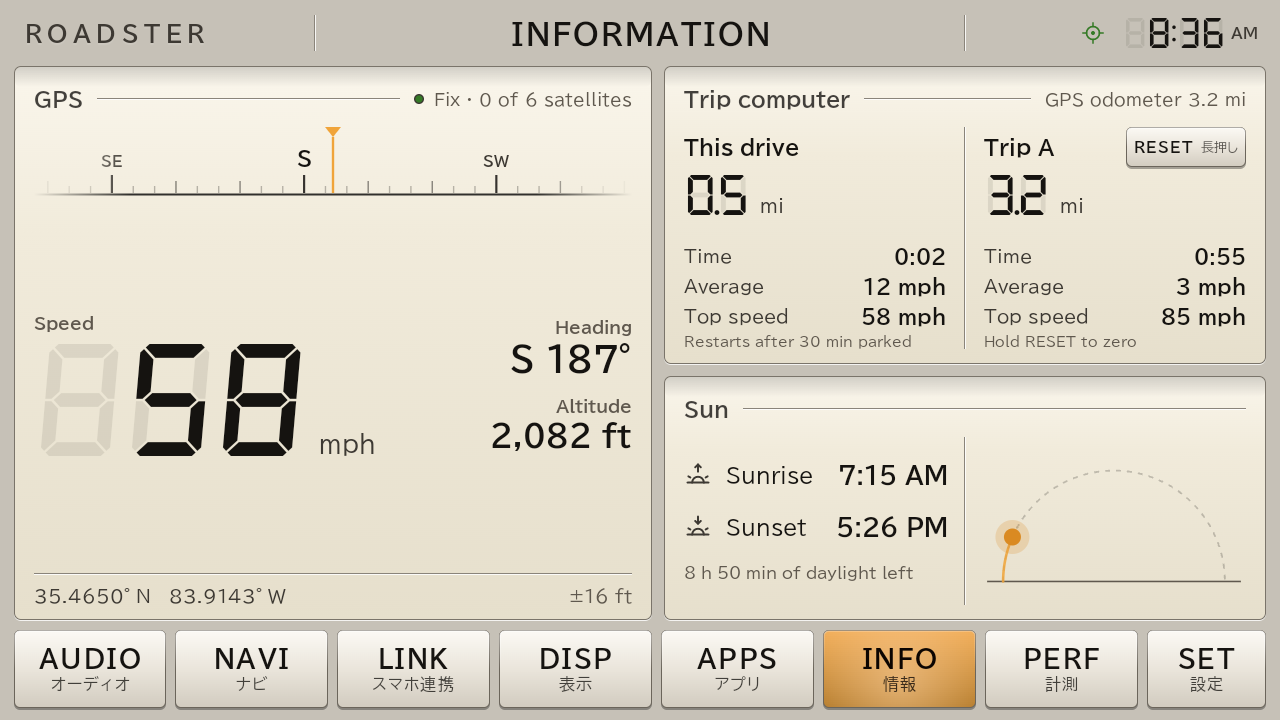 ROADSTER
INFORMATION
8:36 AM
GPS
Fix · 0 of 6 satellites
SE
S
SW
Speed
58 mph
Heading
S 187°
Altitude
2,082 ft
35.4650° N 83.9143° W
±16 ft
Trip computer
GPS odometer 3.2 mi
This drive
0.5 mi
Time 0:02
Average 12 mph
Top speed 58 mph
Restarts after 30 min parked
Trip A
RESET 長押し
3.2 mi
Time 0:55
Average 3 mph
Top speed 85 mph
Hold RESET to zero
Sun
Sunrise 7:15 AM
Sunset 5:26 PM
8 h 50 min of daylight left
AUDIO
オーディオ
NAVI
ナビ
LINK
スマホ連携
DISP
表示
APPS
アプリ
INFO
情報
PERF
計測
SET
設定